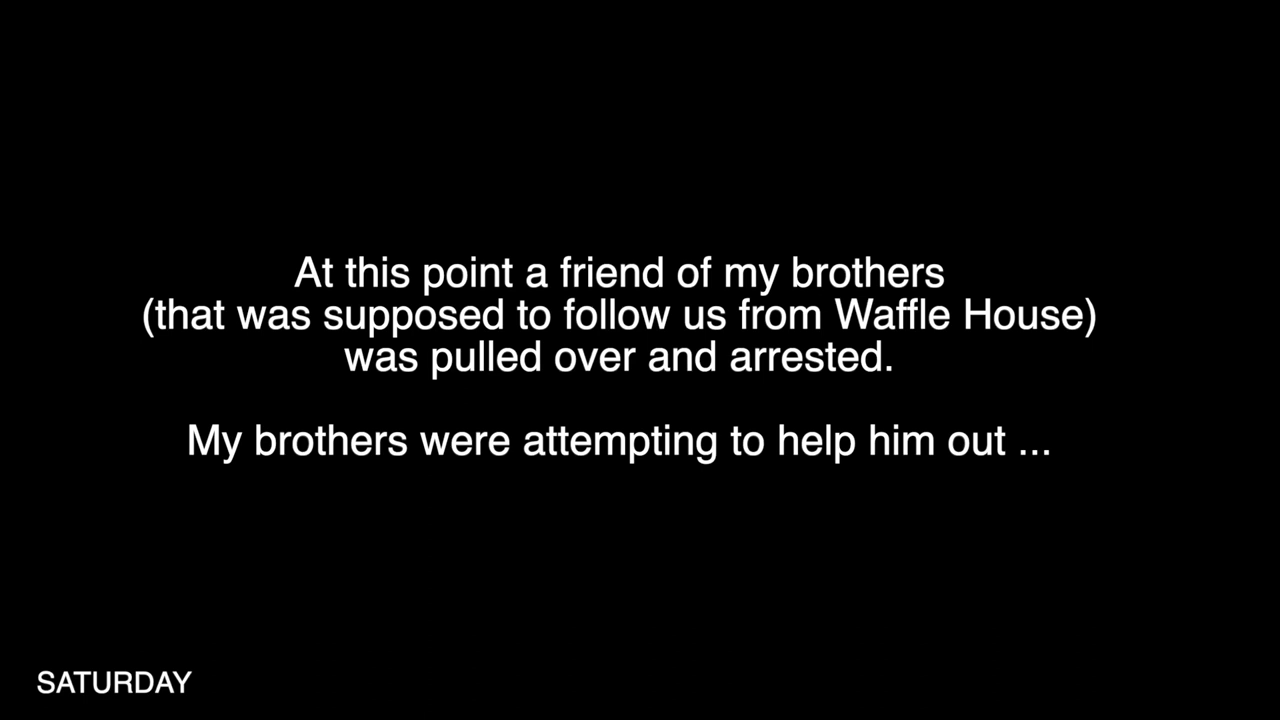 At this point a friend of my brothers
(that was supposed to follow us from Waffle House)
was pulled over and arrested.
My brothers were attempting to help him out ...
SATURDAY